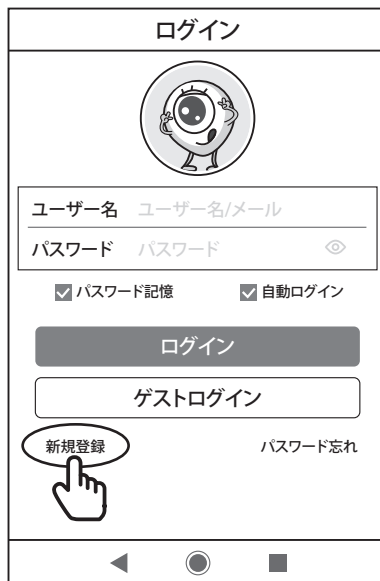 ログイン
ユーザー名 ユーザー名/メール
パスワード パスワード
パスワード記憶 自動ログイン
ログイン
ゲストログイン
新規登録 パスワード忘れ